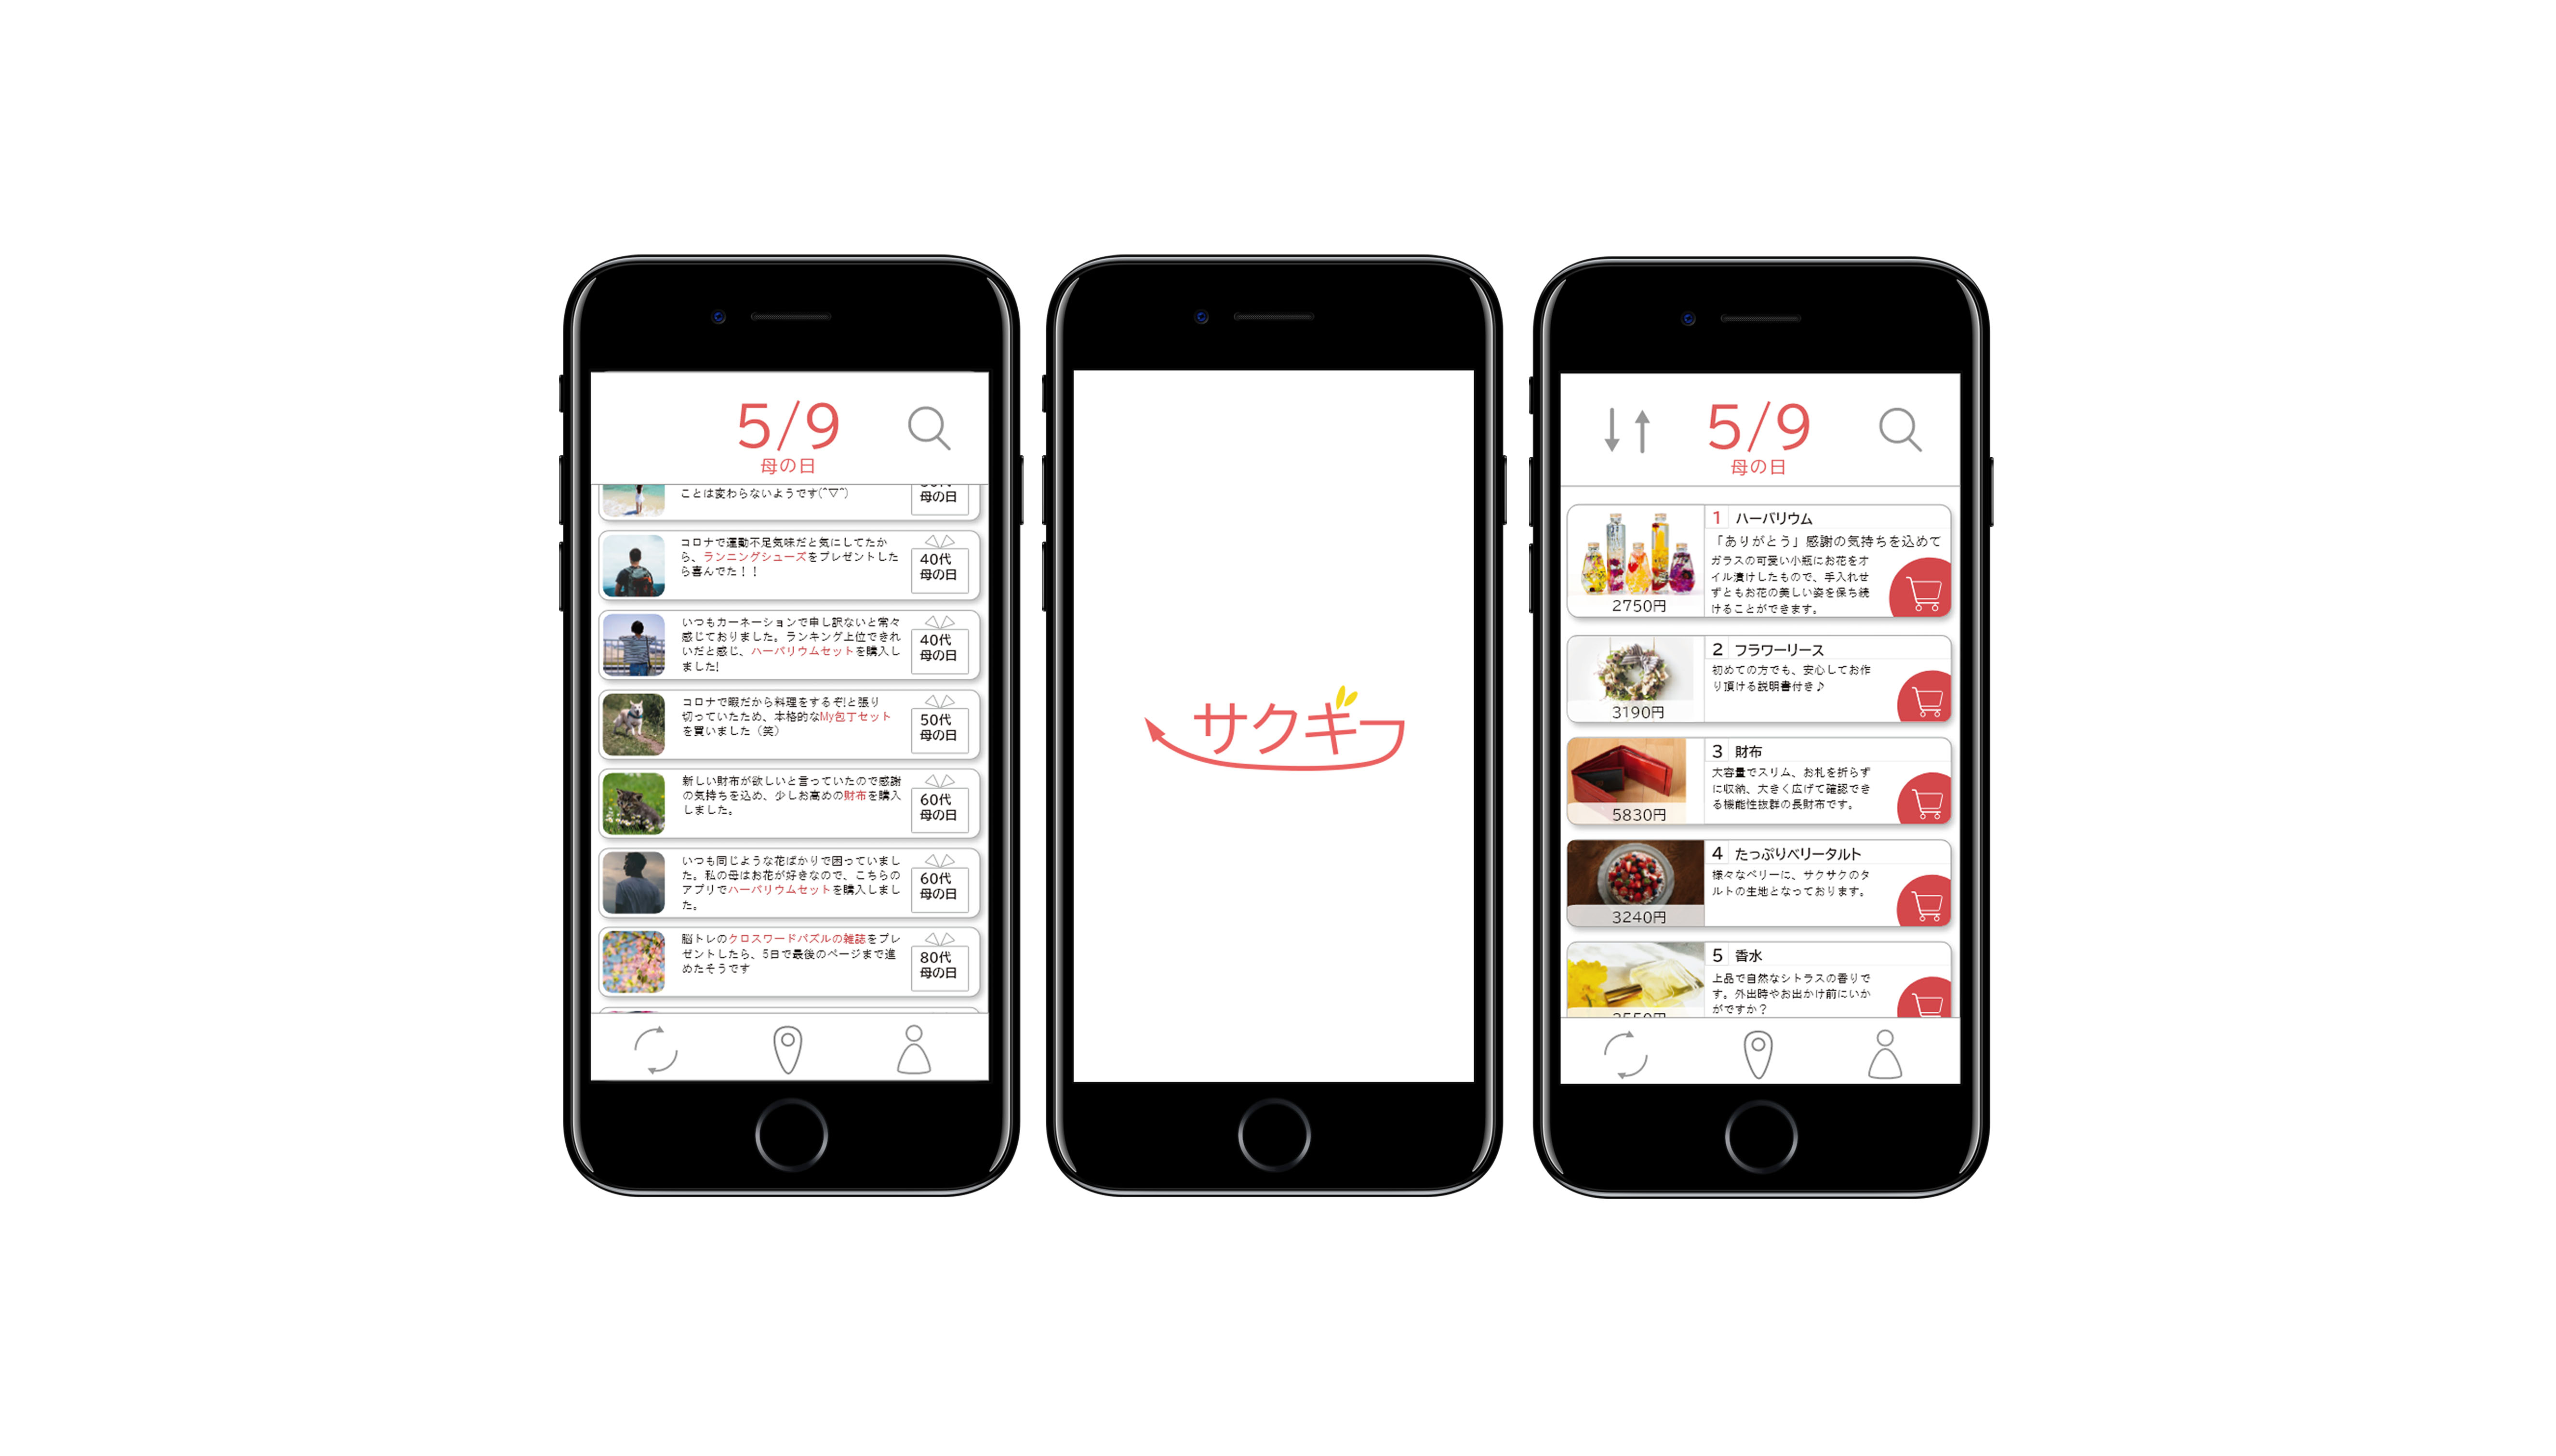 5/9
母の日
ことは変わらないようです(^▽^)
母の日
コロナで運動不足気味だと気にしてたか
ら、ランニングシューズをプレゼントした
ら喜んでた！！
40代
母の日
いつもカーネーションで申し訳ないと常々
感じておりました。ランキング上位できれ
いだと感じ、ハーバリウムセットを購入し
ました!
40代
母の日
コロナで暇だから料理をするぞ!と張り
切っていたため、本格的なMy包丁セット
を買いました（笑）
50代
母の日
新しい財布が欲しいと言っていたので感謝
の気持ちを込め、少しお高めの財布を購入
しました。
60代
母の日
いつも同じような花ばかりで困っていまし
た。私の母はお花が好きなので、こちらの
アプリでハーバリウムセットを購入しまし
た。
60代
母の日
脳トレのクロスワードパズルの雑誌をプレ
ゼントしたら、5日で最後のページまで進
めたそうです
80代
母の日
サクギフ
5/9
母の日
1 ハーバリウム
「ありがとう」感謝の気持ちを込めて
ガラスの可愛い小瓶にお花をオ
イル漬けしたもので、手入れせ
ずともお花の美しい姿を保ち続
けることができます。
2750円
2 フラワーリース
初めての方でも、安心してお作
り頂ける説明書付き♪
3190円
3 財布
大容量でスリム、お札を折らず
に収納、大きく広げて確認でき
る機能性抜群の長財布です。
5830円
4 たっぷりベリータルト
様々なベリーに、サクサクのタ
ルトの生地となっております。
3240円
5 香水
上品で自然なシトラスの香りで
す。外出時やお出かけ前にいか
がですか？